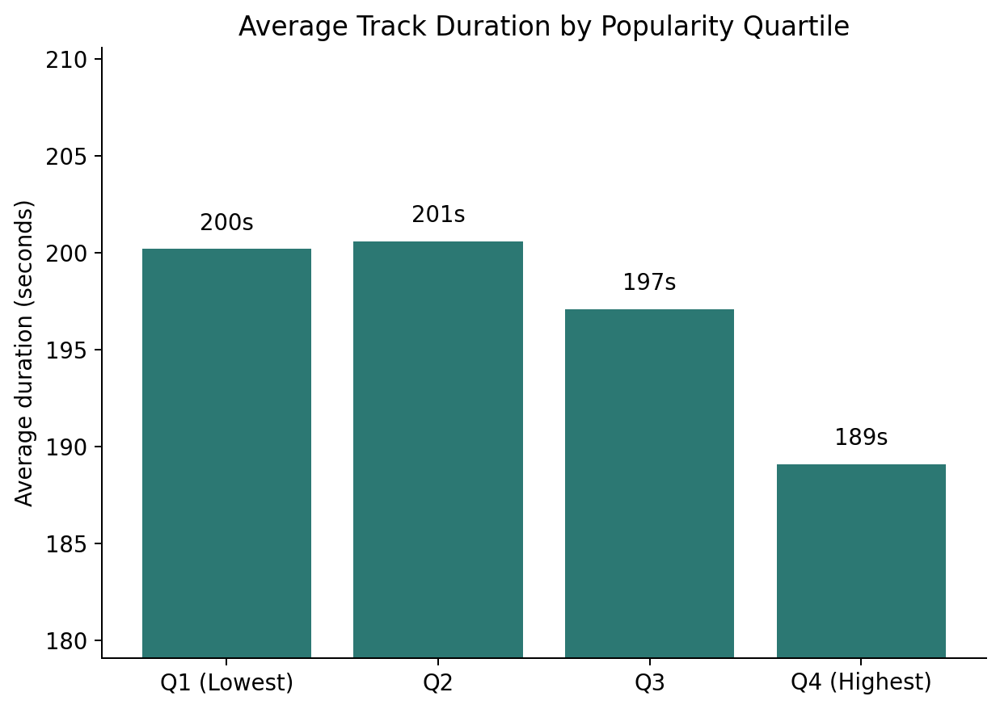 Average Track Duration by Popularity Quartile
Average duration (seconds)
210
205
200
195
190
185
180
200s
201s
197s
189s
Q1 (Lowest)
Q2
Q3
Q4 (Highest)